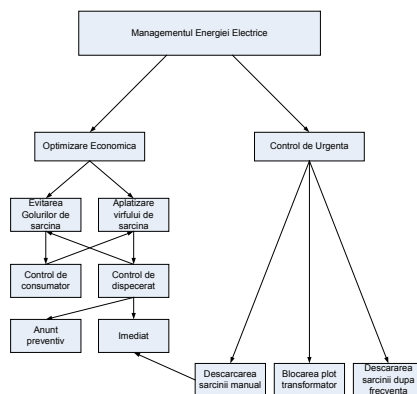 Managementul Energiei Electrice
Optimizare Economica
Control de Urgenta
Evitarea
Golurilor de
sarcina
Aplatizare
virfului de
sarcina
Control de
consumator
Control de
dispecerat
Anunt
preventiv
Imediat
Descarcarea
sarcinii manual
Blocarea plot
transformator
Descararea
sarcinii dupa
frecventa